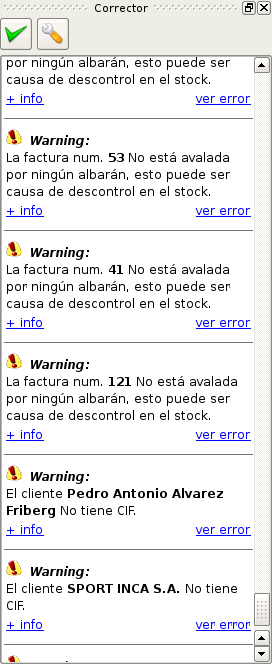 Corrector
por ningún albarán, esto puede ser
causa de descontrol en el stock.
+ info ver error
Warning:
La factura num. 53 No está avalada
por ningún albarán, esto puede ser
causa de descontrol en el stock.
+ info ver error
Warning:
La factura num. 41 No está avalada
por ningún albarán, esto puede ser
causa de descontrol en el stock.
+ info ver error
Warning:
La factura num. 121 No está avalada
por ningún albarán, esto puede ser
causa de descontrol en el stock.
+ info ver error
Warning:
El cliente Pedro Antonio Alvarez
Friberg No tiene CIF.
+ info ver error
Warning:
El cliente SPORT INCA S.A. No tiene
CIF.
+ info ver error